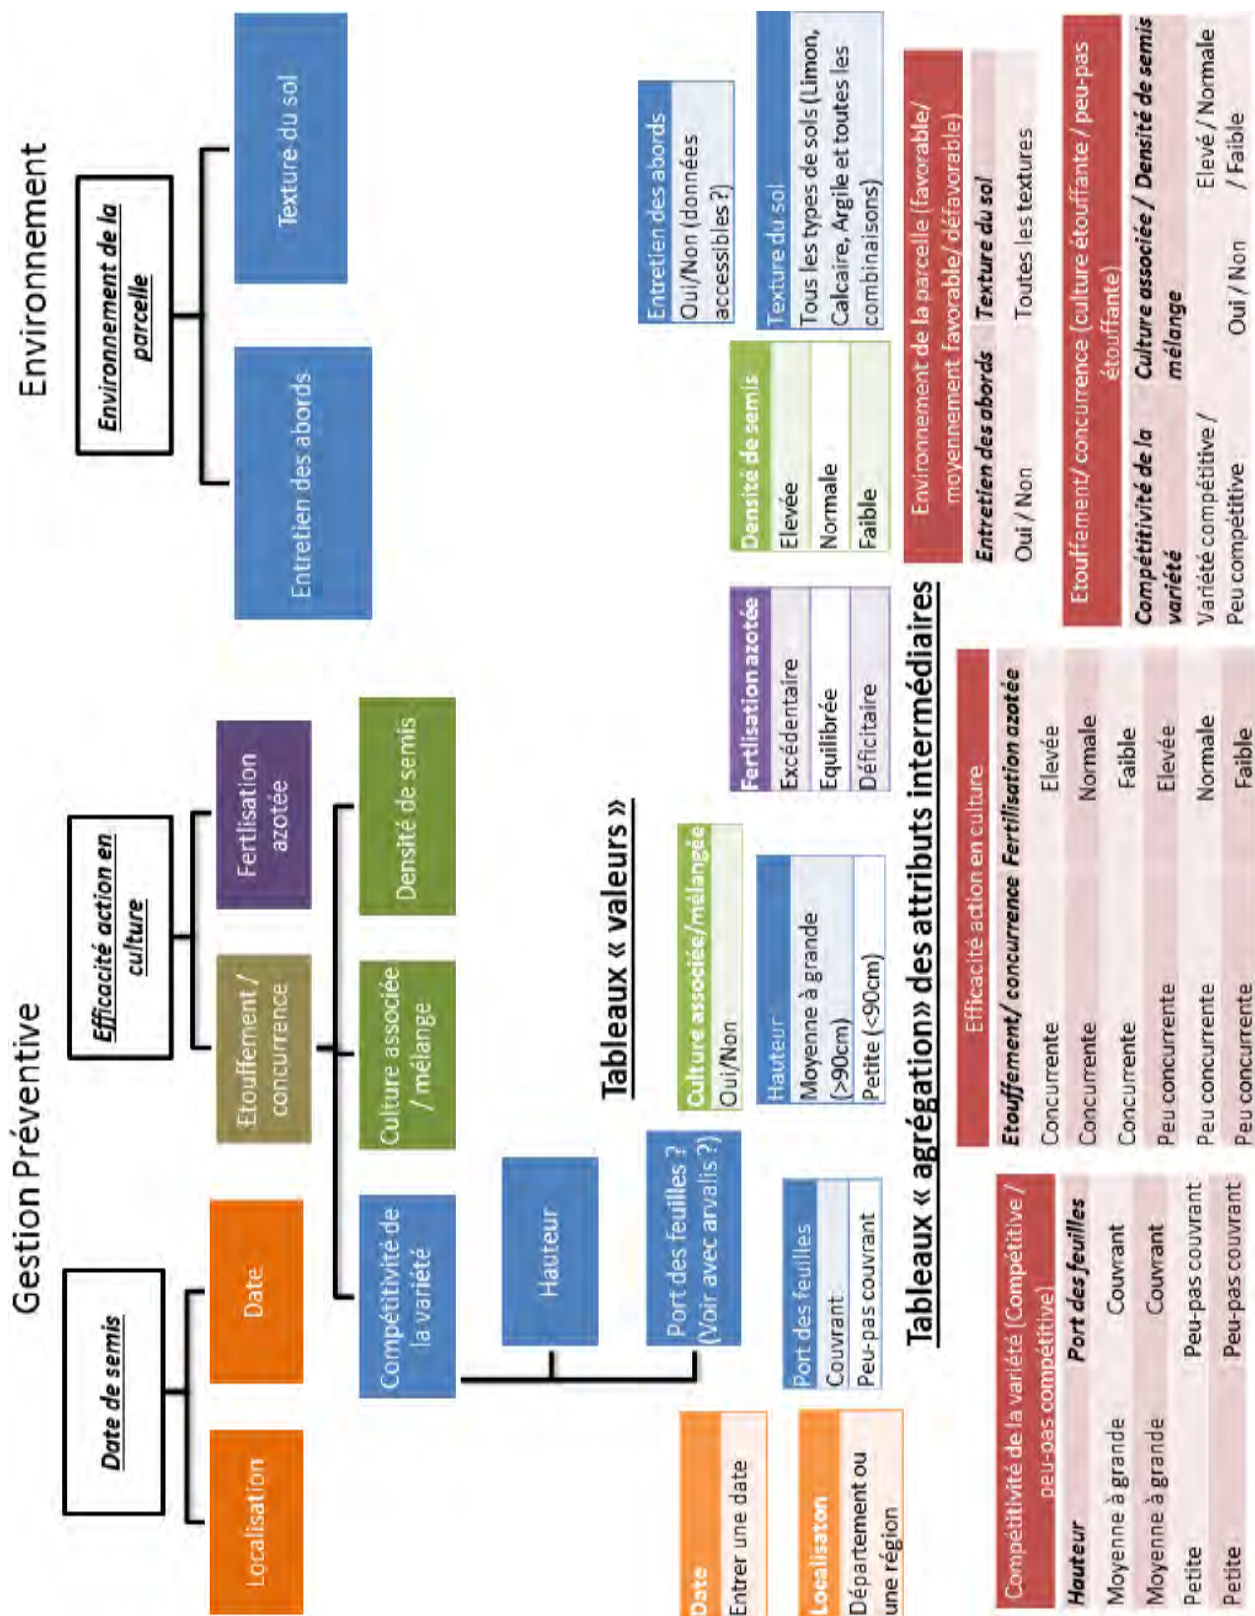 Gestion Préventive
Environnement
Date de semis
Efficacité action en
culture
Environnement de la
parcelle
Localisation
Date
Etouffement /
concurrence
Fertlisation
azotée
Entretien des abords
Texture du sol
Compétitivité de
la variété
Culture associée
/ mélange
Densité de semis
Hauteur
Port des feuilles ?
(Voir avec arvalis ?)
Tableaux « valeurs »
Date
Entrer une date
Localisaton
Département ou
une région
Port des feuilles
Couvrant
Peu-pas couvrant
Culture associée/mélangée
Oui/Non
Hauteur
Moyenne à grande
(>90cm)
Petite (<90cm)
Fertlisation azotée
Excédentaire
Equilibrée
Déficitaire
Densité de semis
Elevée
Normale
Faible
Entretien des abords
Oui/Non (données
accessibles ?)
Texture du sol
Tous les types de sols (Limon,
Calcaire, Argile et toutes les
combinaisons)
Tableaux « agrégation» des attributs intermédiaires
Compétitivité de la variété (Compétitive /
peu-pas compétitive)
Hauteur Port des feuilles
Moyenne à grande Couvrant
Moyenne à grande Couvrant
Petite Peu-pas couvrant
Petite Peu-pas couvrant
Efficacité action en culture
Etouffement/ concurrence Fertilisation azotée
Concurrente Elevée
Concurrente Normale
Concurrente Faible
Peu concurrente Elevée
Peu concurrente Normale
Peu concurrente Faible
Environnement de la parcelle (favorable/
moyennement favorable/ défavorable)
Entretien des abords Texture du sol
Oui / Non Toutes les textures
Etouffement/ concurrence (culture étouffante / peu-pas
étouffante)
Compétitivité de la Culture associée / Densité de semis
variété mélange
Variété compétitive / Elevé / Normale
Peu compétitive Oui / Non / Faible